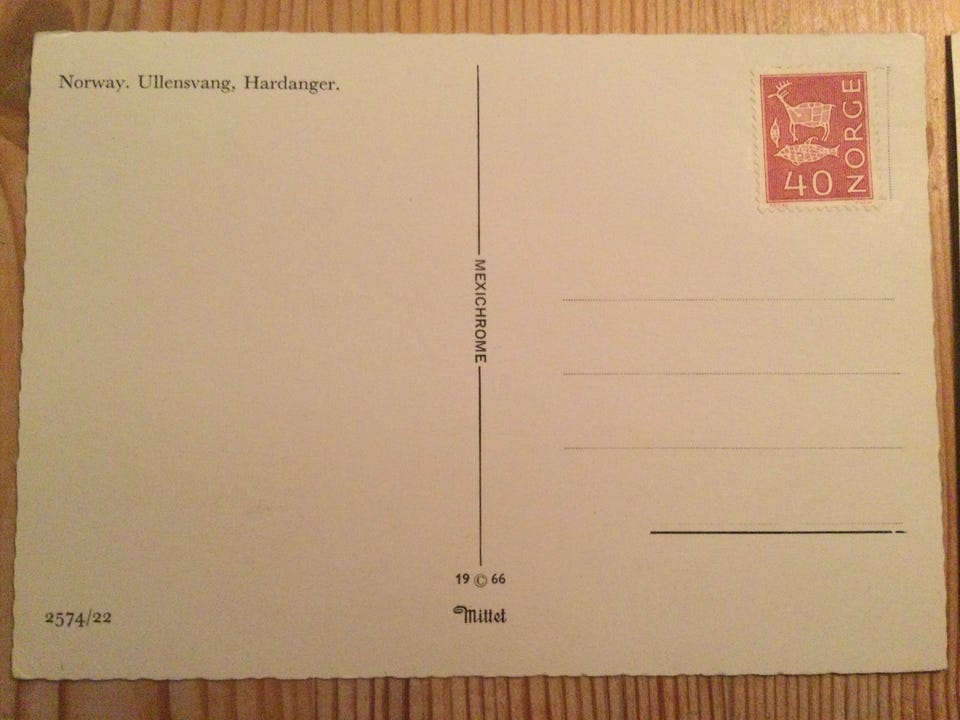 Norway. Ullensvang, Hardanger.
40
NORGE
MEXICHROME
19 © 66
Mittet
2574/22